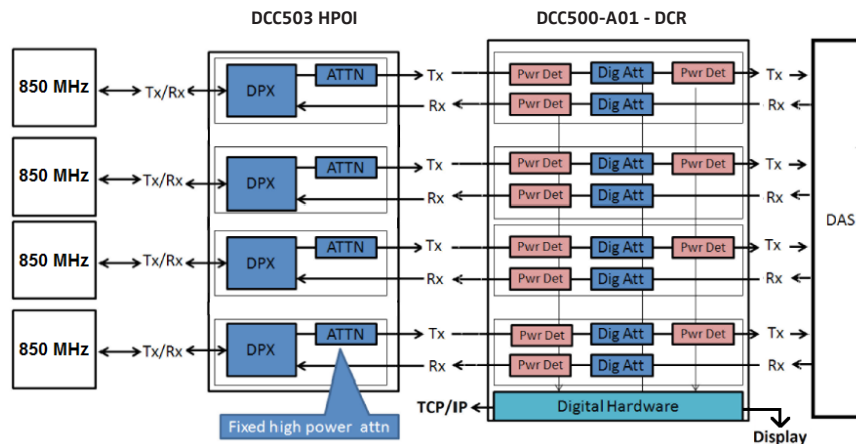 DCC503 HPOI
DCC500-A01 - DCR
850 MHz
Tx/Rx
DPX
ATTN
Tx
Rx
Pwr Det
Dig Att
Pwr Det
Pwr Det
Dig Att
Tx
Rx
850 MHz
Tx/Rx
DPX
ATTN
Tx
Rx
Pwr Det
Dig Att
Pwr Det
Pwr Det
Dig Att
Tx
Rx
DAS
850 MHz
Tx/Rx
DPX
ATTN
Tx
Rx
Pwr Det
Dig Att
Pwr Det
Pwr Det
Dig Att
Tx
Rx
850 MHz
Tx/Rx
DPX
ATTN
Tx
Rx
Pwr Det
Dig Att
Pwr Det
Pwr Det
Dig Att
Tx
Rx
Fixed high power attn
TCP/IP
Digital Hardware
Display